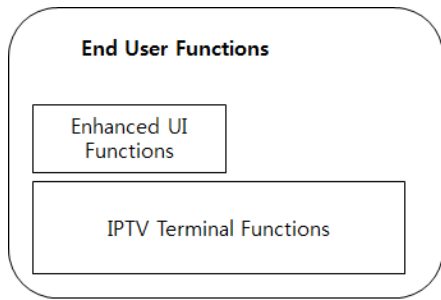 End User Functions
Enhanced UI
Functions
IPTV Terminal Functions